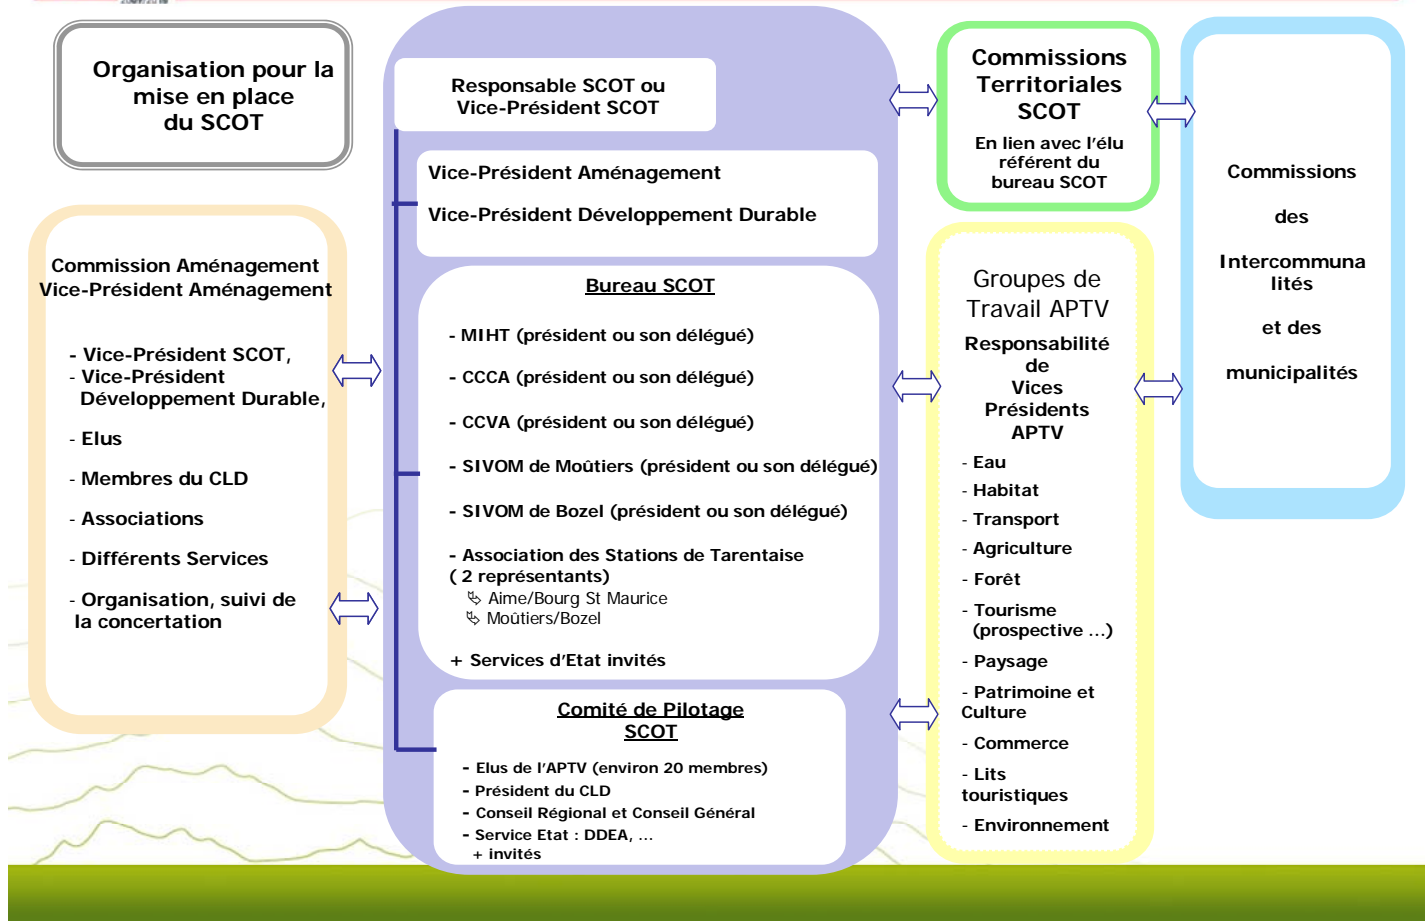 Organisation pour la
mise en place
du SCOT
Commission Aménagement
Vice-Président Aménagement
- Vice-Président SCOT,
- Vice-Président
Développement Durable,
- Elus
- Membres du CLD
- Associations
- Différents Services
- Organisation, suivi de
la concertation
Responsable SCOT ou
Vice-Président SCOT
Vice-Président Aménagement
Vice-Président Développement Durable
Bureau SCOT
- MIHT (président ou son délégué)
- CCCA (président ou son délégué)
- CCVA (président ou son délégué)
- SIVOM de Moûtiers (président ou son délégué)
- SIVOM de Bozel (président ou son délégué)
- Association des Stations de Tarentaise
( 2 représentants)
Aime/Bourg St Maurice
Moûtiers/Bozel
+ Services d'Etat invités
Comité de Pilotage
SCOT
- Elus de l'APTV (environ 20 membres)
- Président du CLD
- Conseil Régional et Conseil Général
- Service Etat : DDEA, ...
+ invités
Commissions
Territoriales
SCOT
En lien avec l'élu
référent du
bureau SCOT
Groupes de
Travail APTV
Responsabilité
de
Vices
Présidents
APTV
- Eau
- Habitat
- Transport
- Agriculture
- Forêt
- Tourisme
(prospective ...)
- Paysage
- Patrimoine et
Culture
- Commerce
- Lits
touristiques
- Environnement
Commissions
des
Intercommuna
lités
et des
municipalités